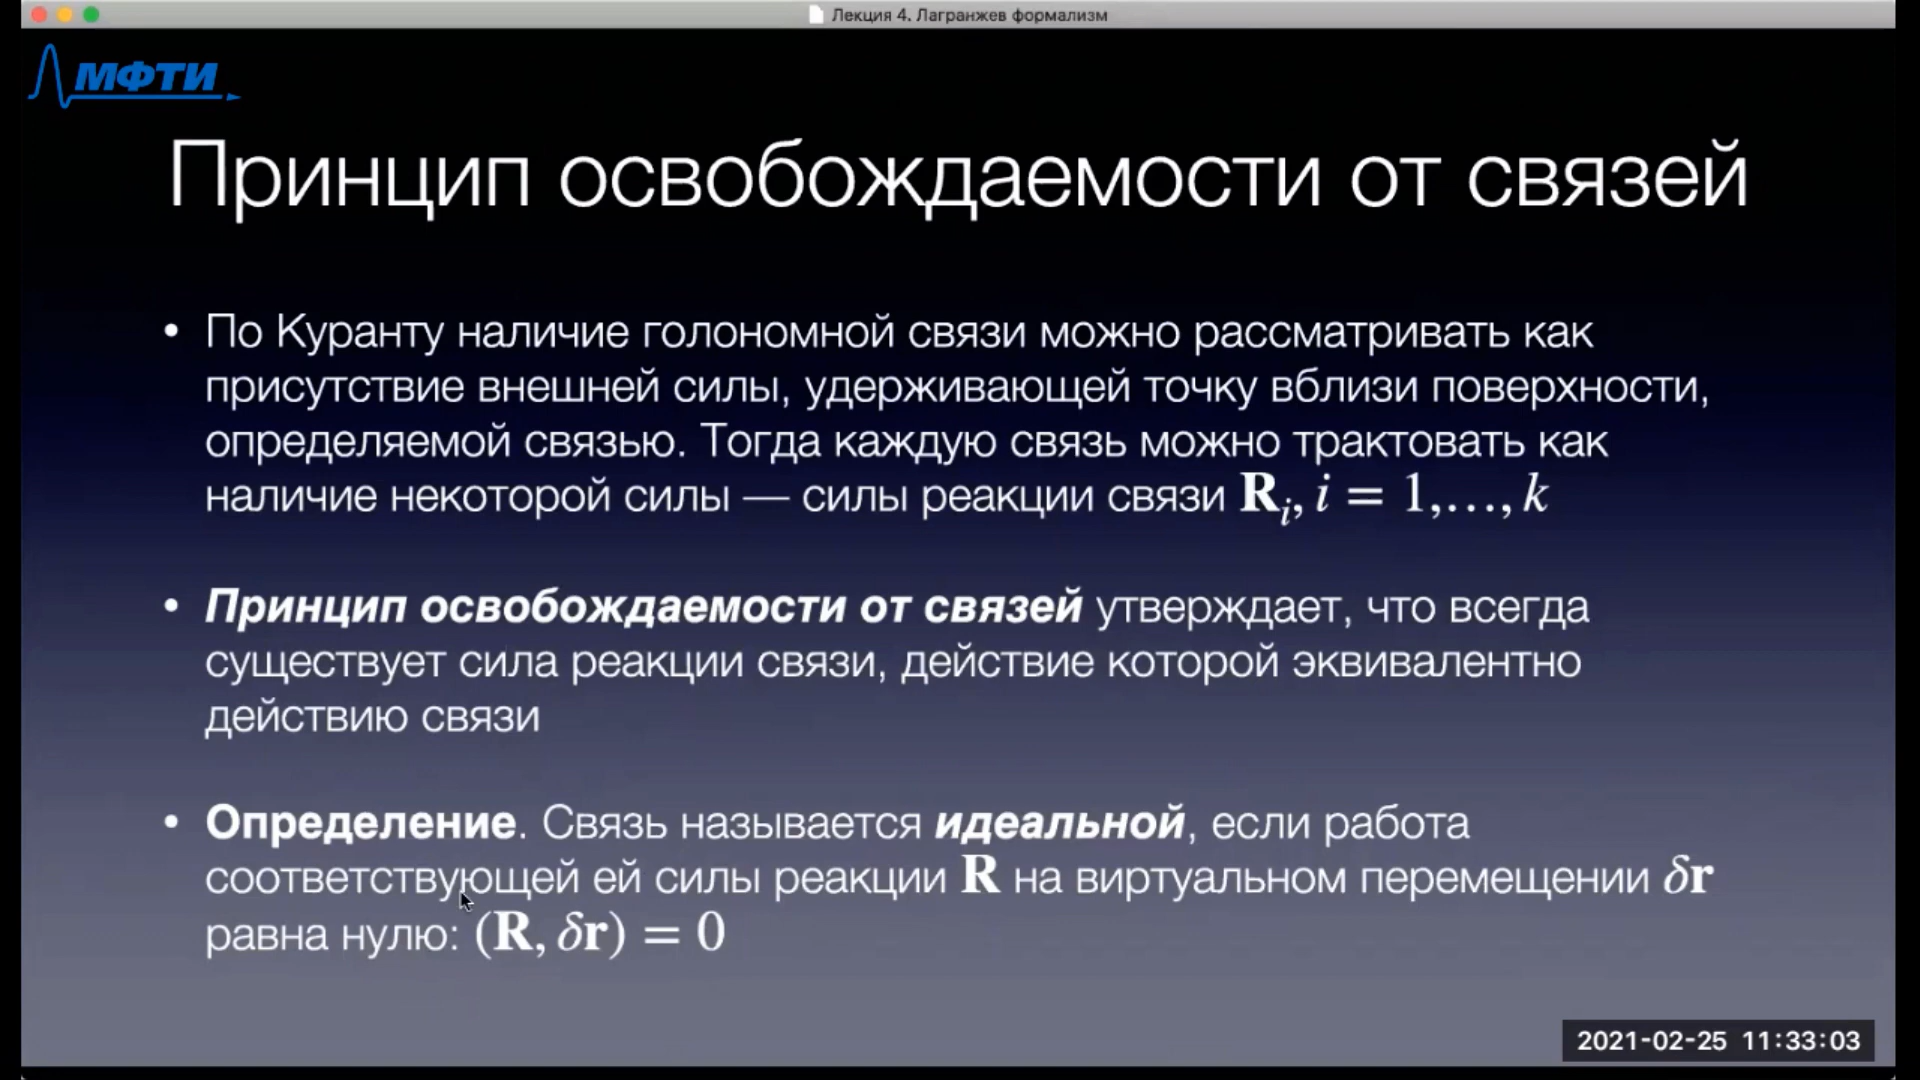 Лекция 4. Лагранжев формализм
МФТИ
Принцип освобождаемости от связей
• По Куранту наличие голономной связи можно рассматривать как
присутствие внешней силы, удерживающей точку вблизи поверхности,
определяемой связью. Тогда каждую связь можно трактовать как
наличие некоторой силы — силы реакции связи R_i, i = 1,…, k
• Принцип освобождаемости от связей утверждает, что всегда
существует сила реакции связи, действие которой эквивалентно
действию связи
• Определение. Связь называется идеальной, если работа
соответствующей ей силы реакции R на виртуальном перемещении δr
равна нулю: (R, δr) = 0
2021-02-25 11:33:03